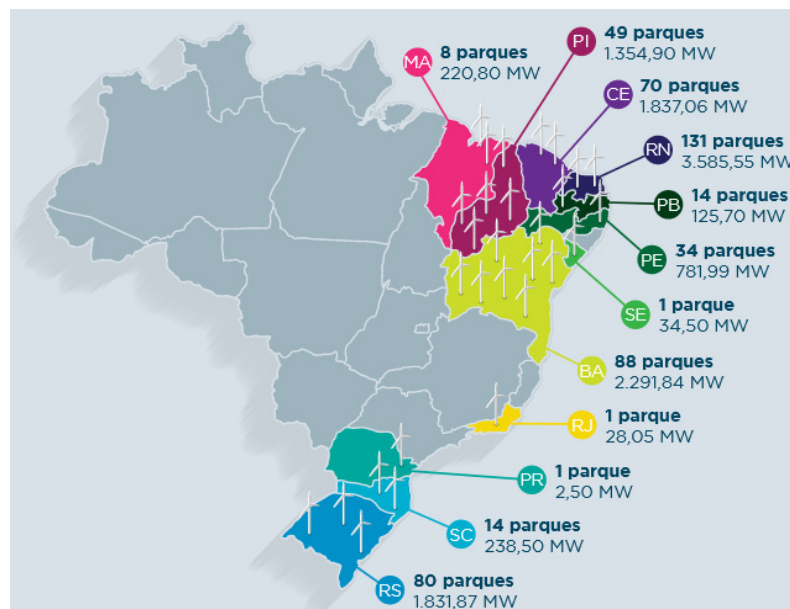 MA
8 parques
220,80 MW
PI
49 parques
1.354,90 MW
CE
70 parques
1.837,06 MW
RN
131 parques
3.585,55 MW
PB
14 parques
125,70 MW
PE
34 parques
781,99 MW
SE
1 parque
34,50 MW
BA
88 parques
2.291,84 MW
RJ
1 parque
28,05 MW
PR
1 parque
2,50 MW
SC
14 parques
238,50 MW
RS
80 parques
1.831,87 MW